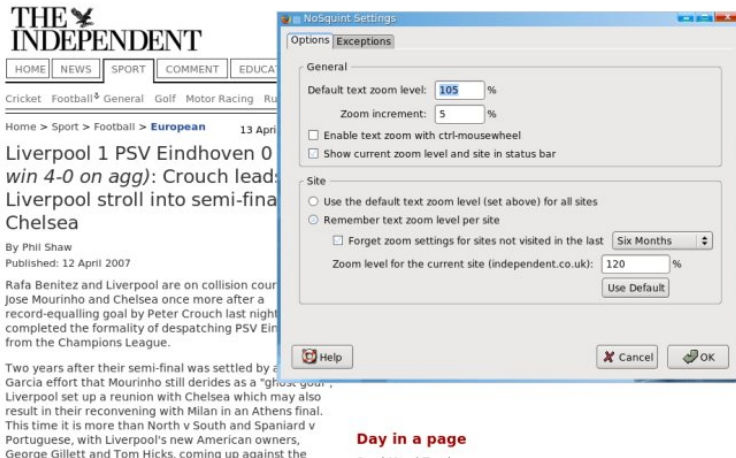 THE
INDEPENDENT
HOME NEWS SPORT COMMENT EDUCA
Cricket Football General Golf Motor Racing Ru
Home > Sport > Football > European 13 Apri
Liverpool 1 PSV Eindhoven 0
win 4-0 on agg): Crouch leads
Liverpool stroll into semi-fina
Chelsea
By Phil Shaw
Published: 12 April 2007
Rafa Benitez and Liverpool are on collision cour
Jose Mourinho and Chelsea once more after a
record-equalling goal by Peter Crouch last night
completed the formality of despatching PSV Ein
from the Champions League.
Two years after their semi-final was settled by a
Garcia effort that Mourinho still derides as a "ghost goal",
Liverpool set up a reunion with Chelsea which may also
result in their reconvening with Milan in an Athens final.
This time it is more than North v South and Spaniard v
Portuguese, with Liverpool's new American owners,
George Gillett and Tom Hicks, coming up against the
NoSquint Settings
Options Exceptions
General
Default text zoom level: 105 %
Zoom increment: 5 %
Enable text zoom with ctrl-mousewheel
Show current zoom level and site in status bar
Site
Use the default text zoom level (set above) for all sites
Remember text zoom level per site
Forget zoom settings for sites not visited in the last Six Months
Zoom level for the current site (independent.co.uk): 120 %
Use Default
Help Cancel OK
Day in a page